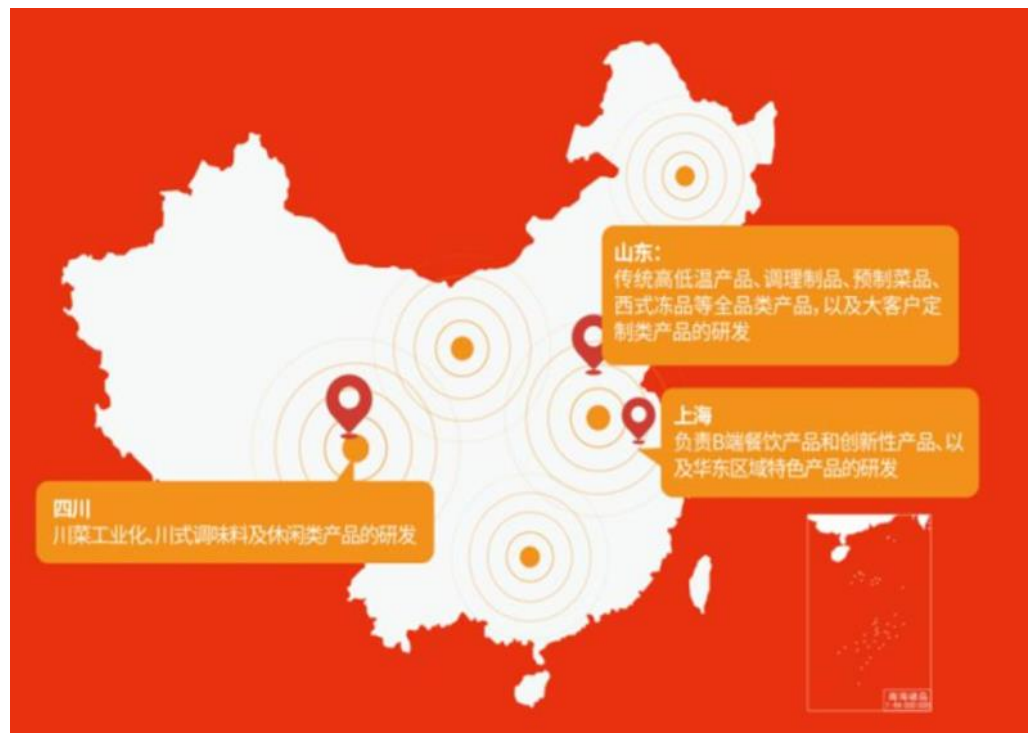 山东：
传统高低温产品、调理制品、预制菜品、
西式冻品等全品类产品，以及大客户定
制类产品的研发
上海
负责B端餐饮产品和创新性产品、以
及华东区域特色产品的研发
四川
川菜工业化、川式调味料及休闲类产品的研发
南海诸岛